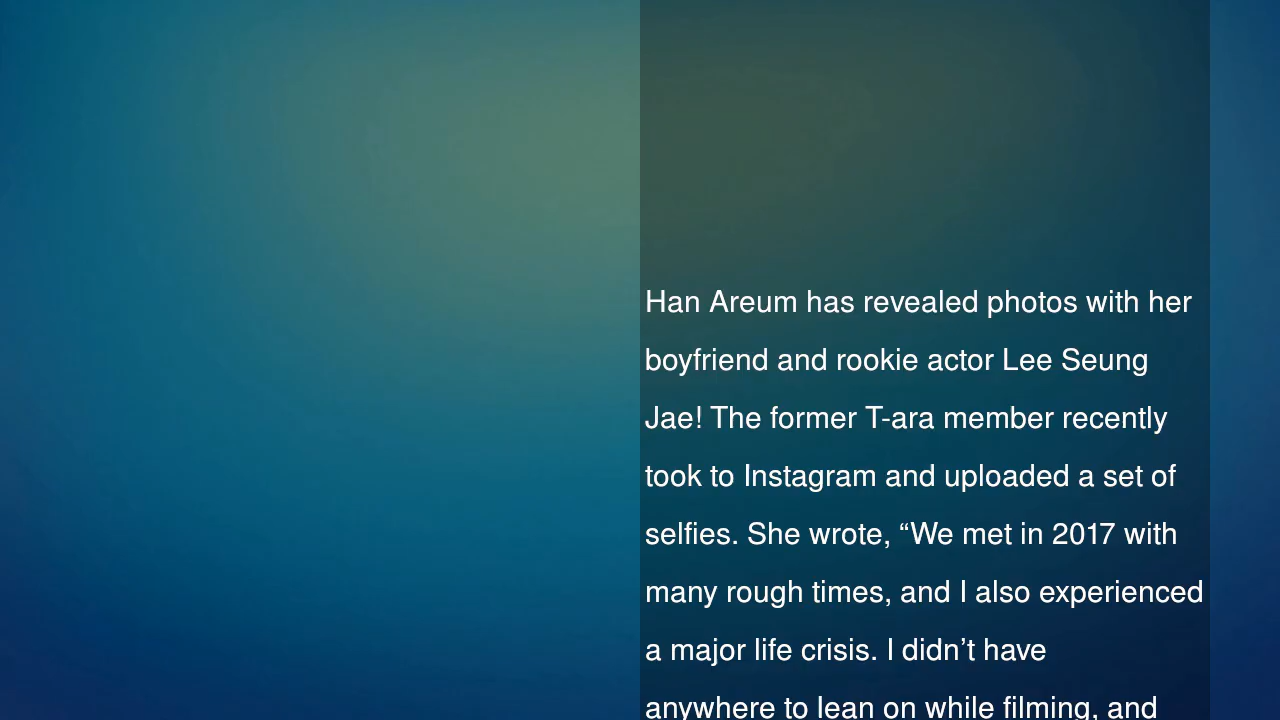 Han Areum has revealed photos with her
boyfriend and rookie actor Lee Seung
Jae! The former T-ara member recently
took to Instagram and uploaded a set of
selfies. She wrote, “We met in 2017 with
many rough times, and I also experienced
a major life crisis. I didn’t have
anywhere to lean on while filming, and